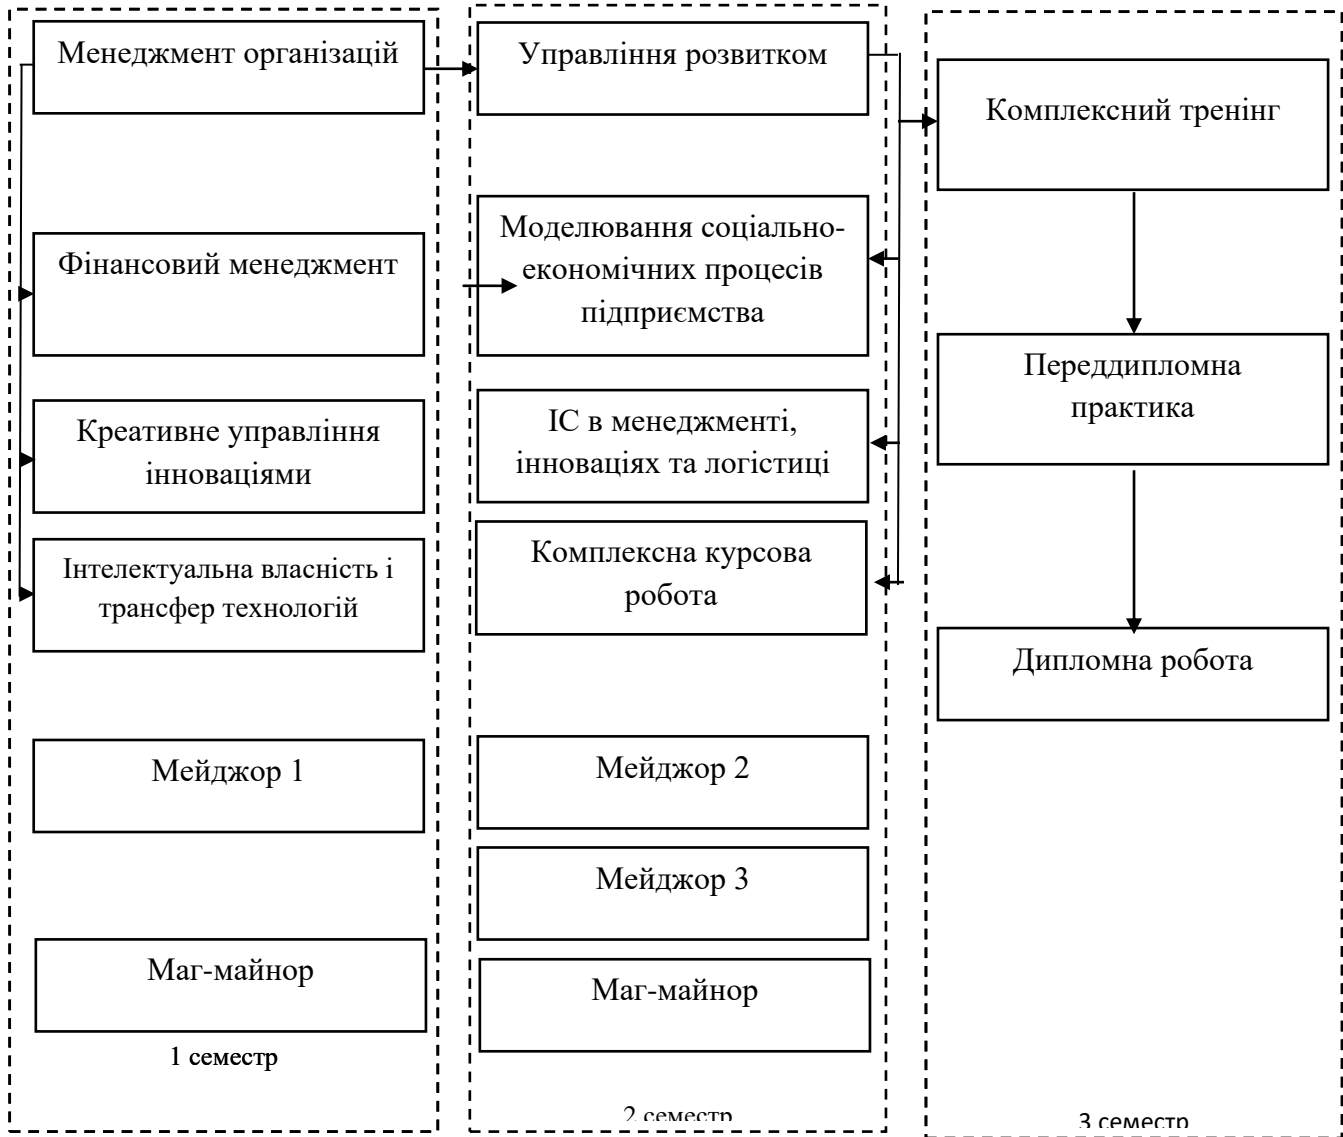 Менеджмент організацій
Фінансовий менеджмент
Креативне управління
інноваціями
Інтелектуальна власність і
трансфер технологій
Мейджор 1
Маг-майнор
1 семестр
Управління розвитком
Моделювання соціально-
економічних процесів
підприємства
ІС в менеджменті,
інноваціях та логістиці
Комплексна курсова
робота
Мейджор 2
Мейджор 3
Маг-майнор
2 семестр
Комплексний тренінг
Переддипломна
практика
Дипломна робота
3 семестр